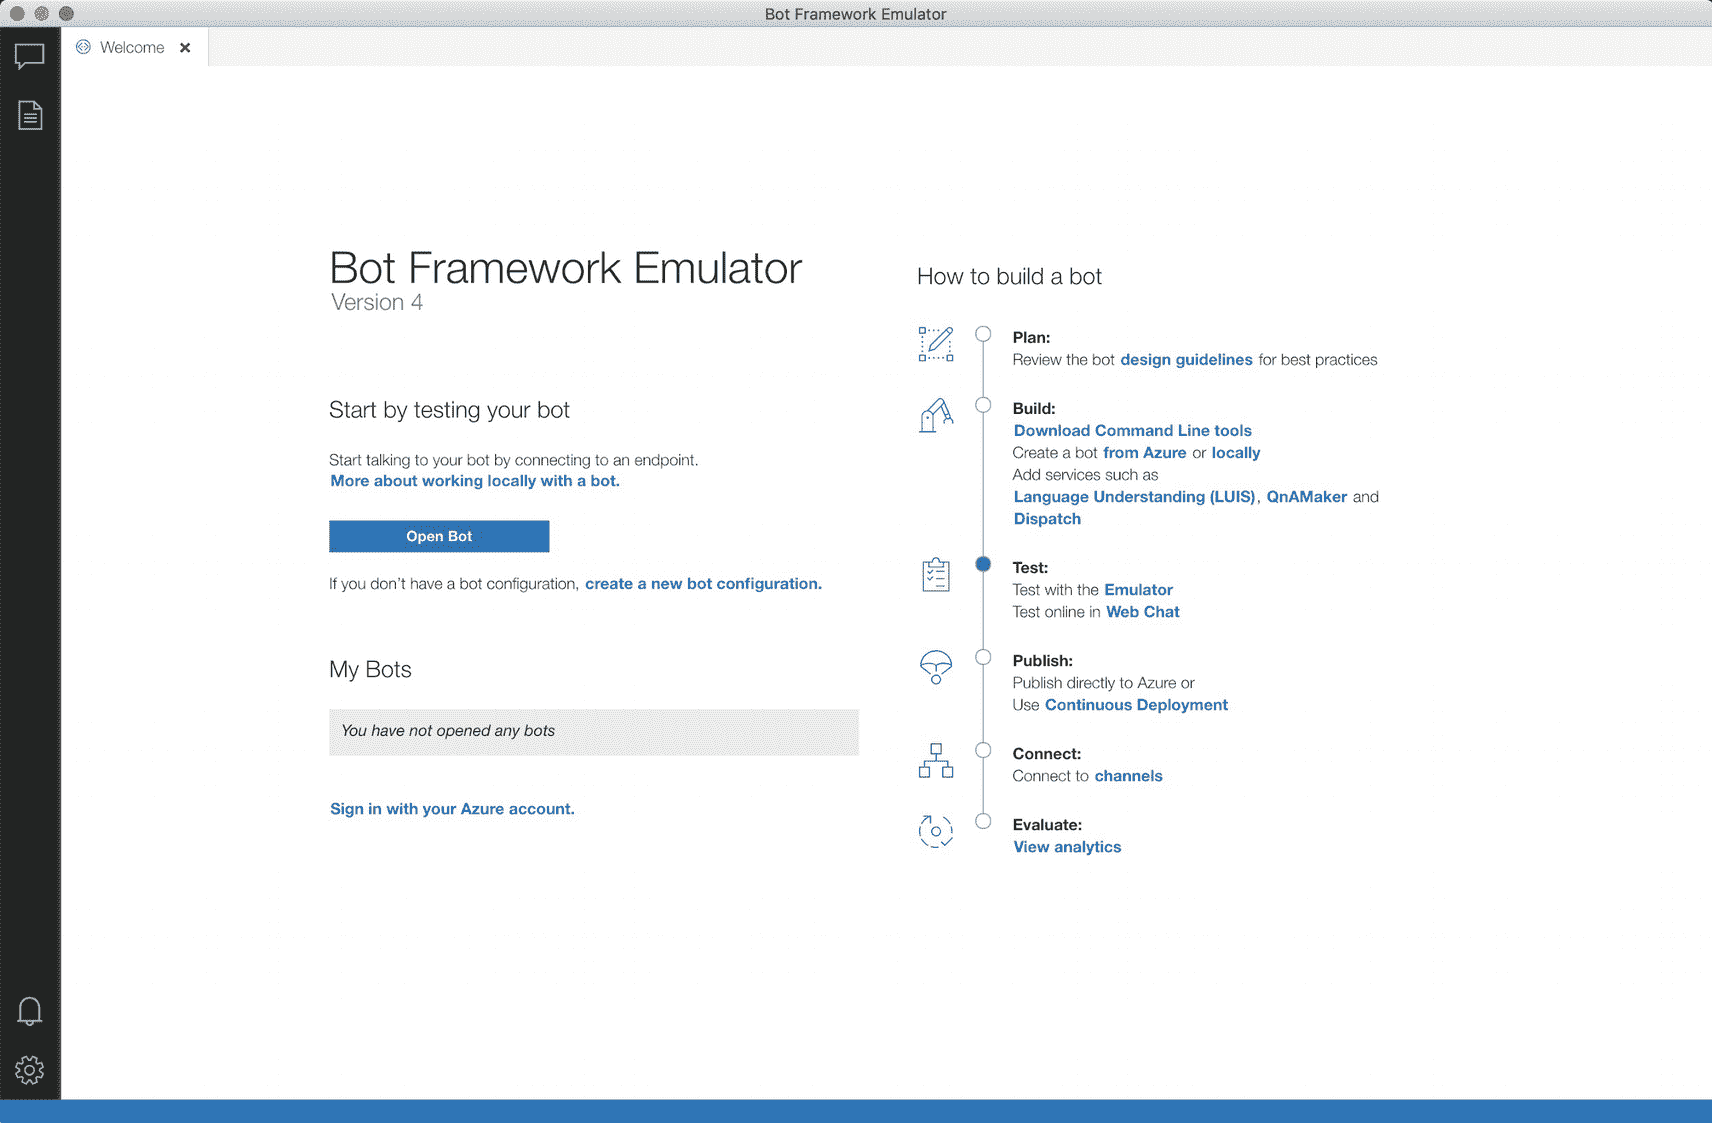 Bot Framework Emulator
Welcome
Bot Framework Emulator
Version 4
Start by testing your bot
Start talking to your bot by connecting to an endpoint.
More about working locally with a bot.
Open Bot
If you don't have a bot configuration, create a new bot configuration.
My Bots
You have not opened any bots
Sign in with your Azure account.
How to build a bot
Plan:
Review the bot design guidelines for best practices
Build:
Download Command Line tools
Create a bot from Azure or locally
Add services such as
Language Understanding (LUIS), QnAMaker and
Dispatch
Test:
Test with the Emulator
Test online in Web Chat
Publish:
Publish directly to Azure or
Use Continuous Deployment
Connect:
Connect to channels
Evaluate:
View analytics